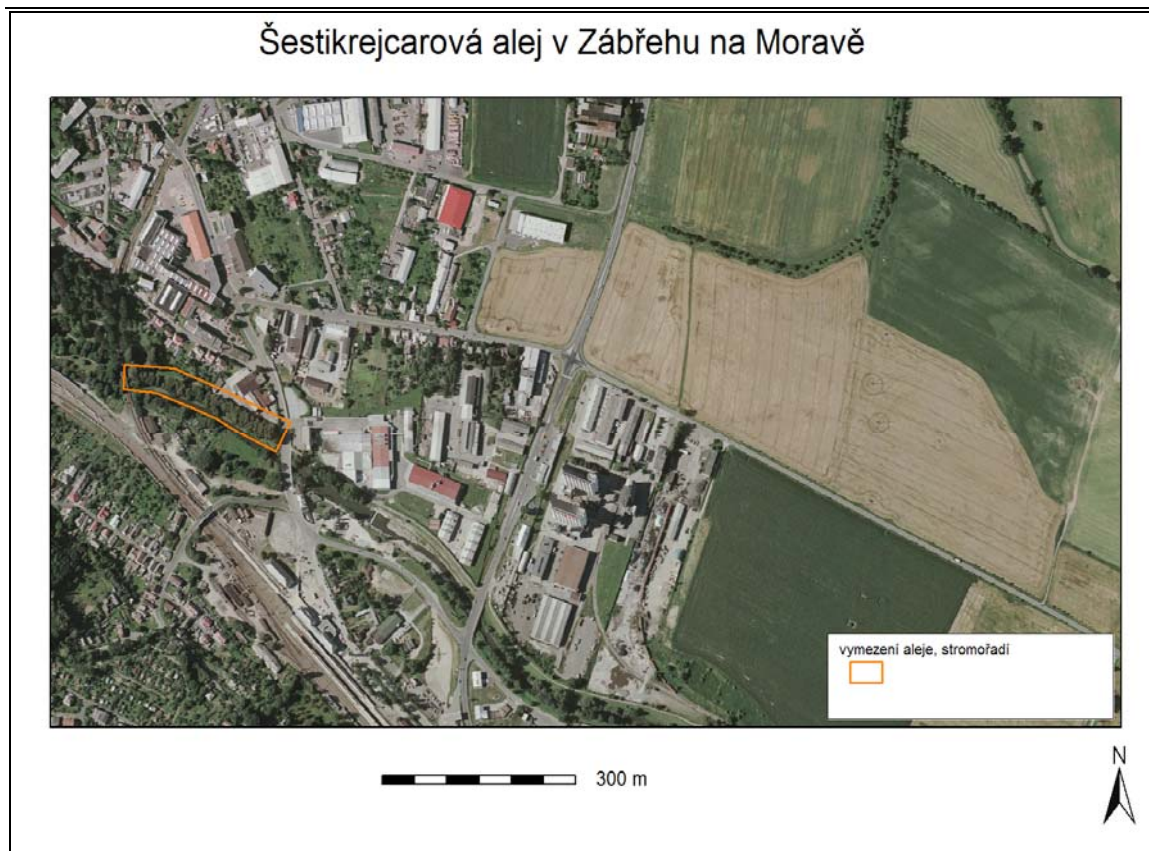 Šestikrejcarová alej v Zábřehu na Moravě
vymezení aleje, stromořadí
300 m
N